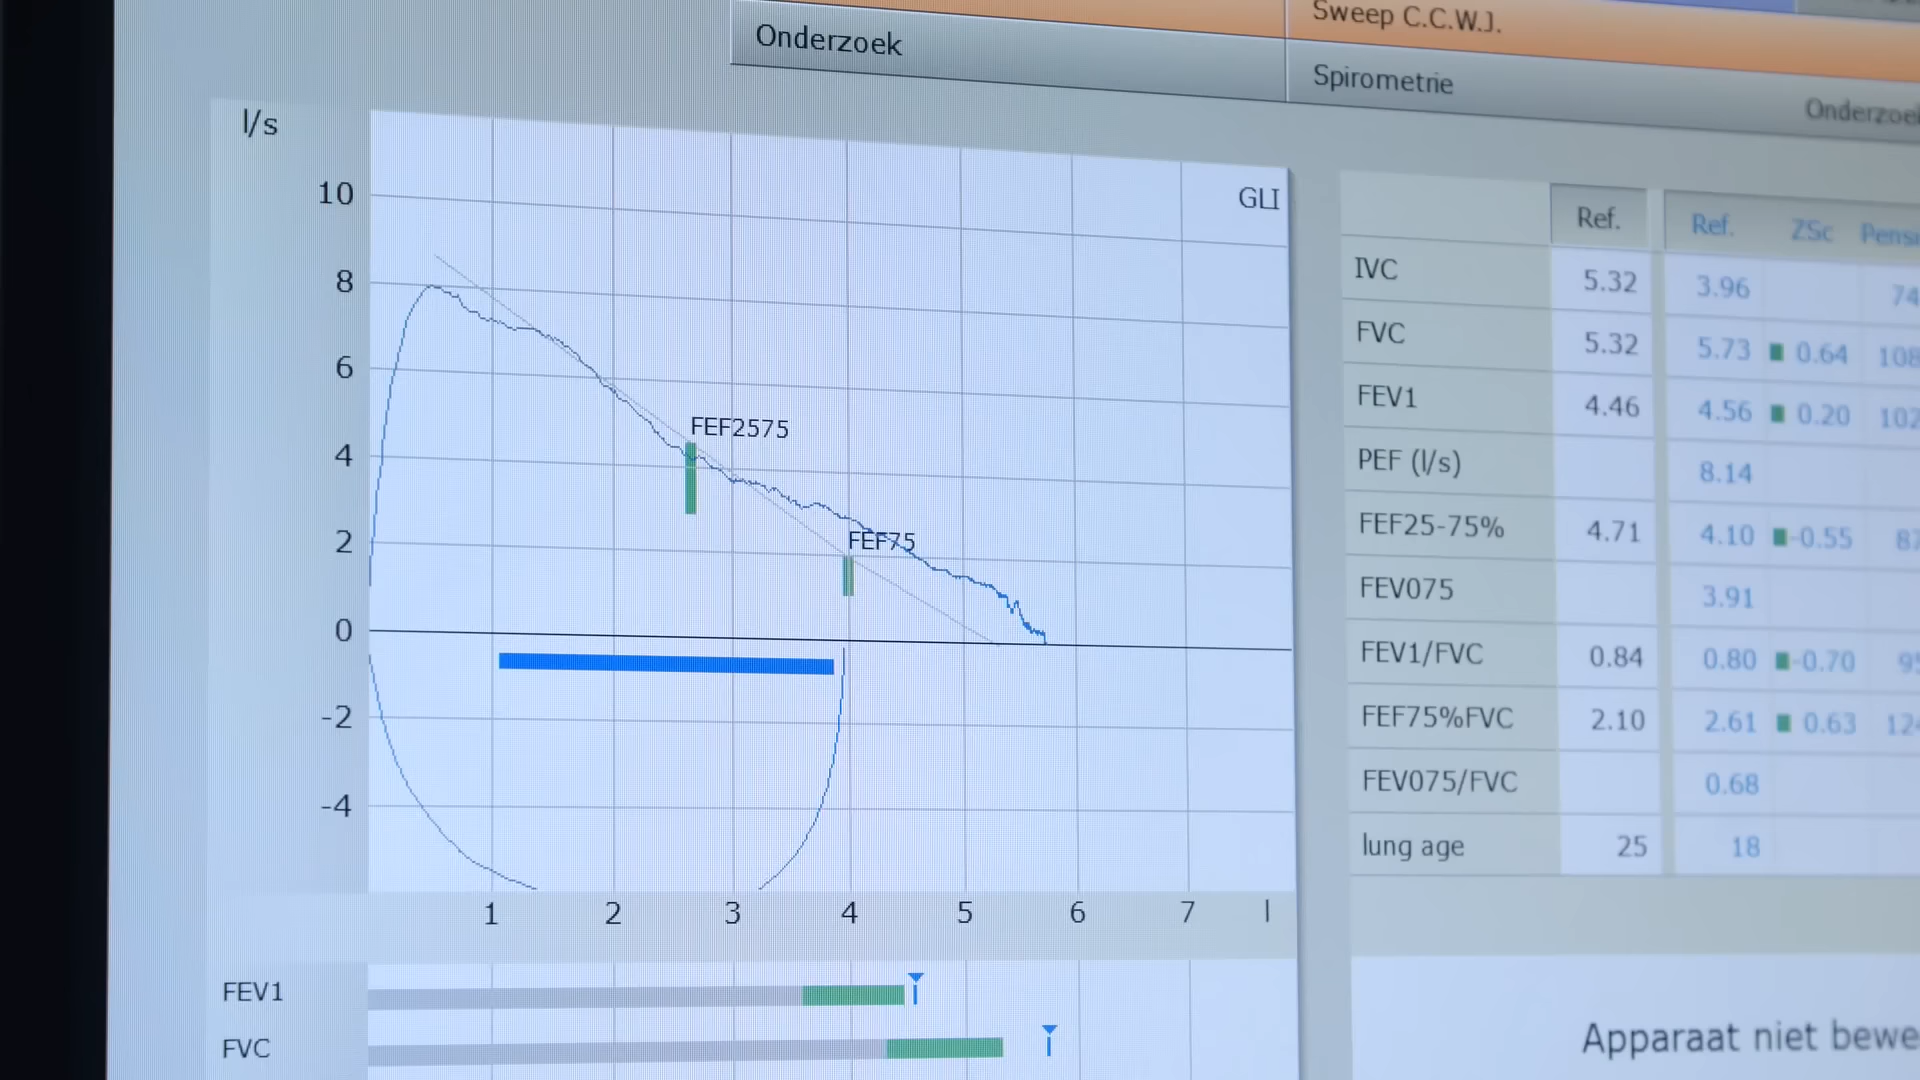 Sweep C.C.W.J.
Onderzoek
Spirometrie
l/s
GLI
10
8
6
4
2
0
-2
-4
FEF2575
FEF75
1 2 3 4 5 6 7 l
FEV1
FVC
Ref. Ref. ZSc
IVC 5.32 3.96
FVC 5.32 5.73 0.64 108
FEV1 4.46 4.56 0.20 102
PEF (l/s) 8.14
FEF25-75% 4.71 4.10 -0.55
FEV075 3.91
FEV1/FVC 0.84 0.80 -0.70
FEF75%FVC 2.10 2.61 0.63
FEV075/FVC 0.68
lung age 25 18
Apparaat niet bewe